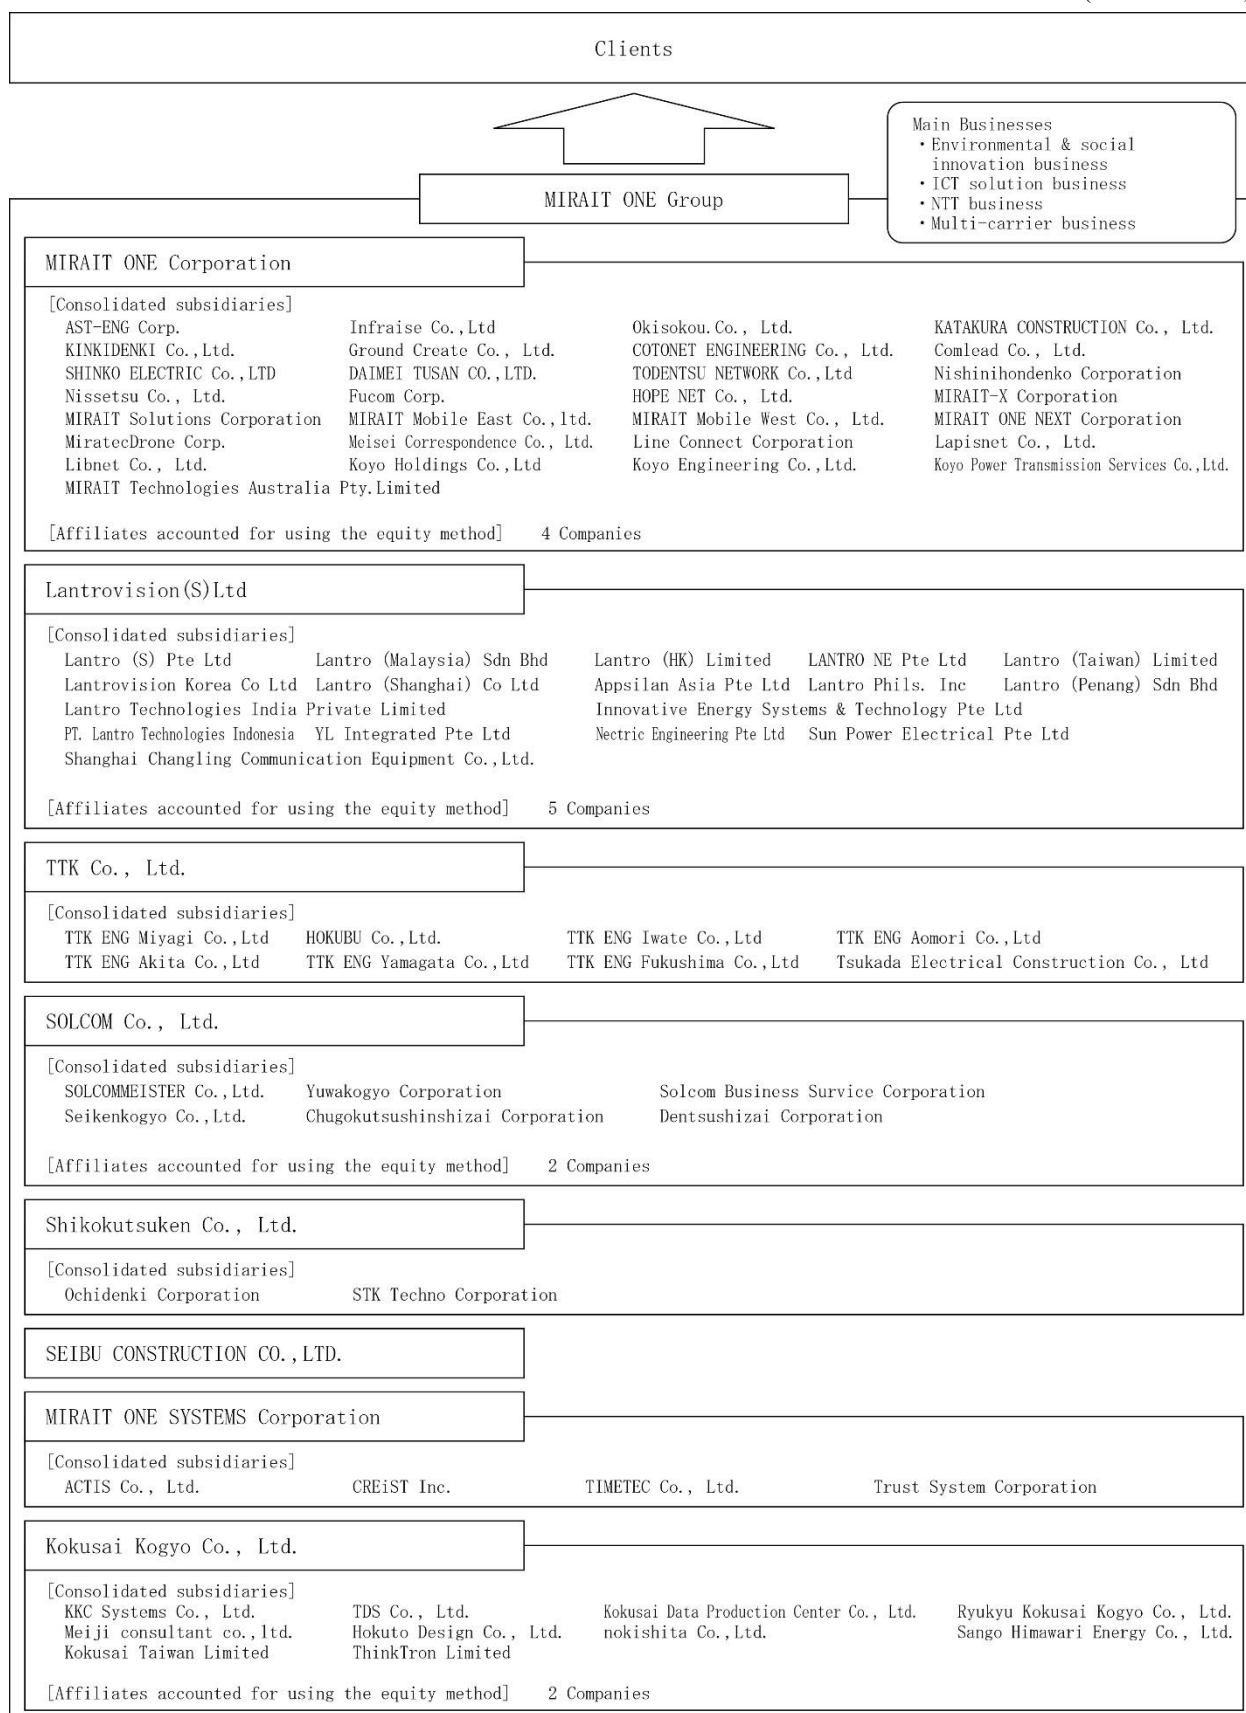 Clients
Main Businesses
・Environmental & social
innovation business
・ICT solution business
・NTT business
・Multi-carrier business
MIRAIT ONE Group
MIRAIT ONE Corporation
[Consolidated subsidiaries]
AST-ENG Corp. Infraise Co.,Ltd Okisokou.Co., Ltd. KATAKURA CONSTRUCTION Co., Ltd.
KINKIDENKI Co.,Ltd. Ground Create Co., Ltd. COTONET ENGINEERING Co., Ltd. Comlead Co., Ltd.
SHINKO ELECTRIC Co.,LTD DAIMEI TUSAN CO.,LTD. TODENTSU NETWORK Co.,Ltd Nishinihondenko Corporation
Nissetsu Co., Ltd. Fucom Corp. HOPE NET Co., Ltd. MIRAIT-X Corporation
MIRAIT Solutions Corporation MIRAIT Mobile East Co.,ltd. MIRAIT Mobile West Co., Ltd. MIRAIT ONE NEXT Corporation
MiratecDrone Corp. Meisei Correspondence Co., Ltd. Line Connect Corporation Lapisnet Co., Ltd.
Libnet Co., Ltd. Koyo Holdings Co.,Ltd Koyo Engineering Co.,Ltd. Koyo Power Transmission Services Co.,Ltd.
MIRAIT Technologies Australia Pty.Limited
[Affiliates accounted for using the equity method] 4 Companies
Lantrovision(S)Ltd
[Consolidated subsidiaries]
Lantro (S) Pte Ltd Lantro (Malaysia) Sdn Bhd Lantro (HK) Limited LANTRO NE Pte Ltd Lantro (Taiwan) Limited
Lantrovision Korea Co Ltd Lantro (Shanghai) Co Ltd Appsilan Asia Pte Ltd Lantro Phils. Inc Lantro (Penang) Sdn Bhd
Lantro Technologies India Private Limited Innovative Energy Systems & Technology Pte Ltd
PT. Lantro Technologies Indonesia YL Integrated Pte Ltd Nectric Engineering Pte Ltd Sun Power Electrical Pte Ltd
Shanghai Changling Communication Equipment Co.,Ltd.
[Affiliates accounted for using the equity method] 5 Companies
TTK Co., Ltd.
[Consolidated subsidiaries]
TTK ENG Miyagi Co.,Ltd HOKUBU Co.,Ltd. TTK ENG Iwate Co.,Ltd TTK ENG Aomori Co.,Ltd
TTK ENG Akita Co.,Ltd TTK ENG Yamagata Co.,Ltd TTK ENG Fukushima Co.,Ltd Tsukada Electrical Construction Co., Ltd
SOLCOM Co., Ltd.
[Consolidated subsidiaries]
SOLCOMMEISTER Co.,Ltd. Yuwakogyo Corporation Solcom Business Survice Corporation
Seikenkogyo Co.,Ltd. Chugokutsushinshizai Corporation Dentsushizai Corporation
[Affiliates accounted for using the equity method] 2 Companies
Shikokutsuken Co., Ltd.
[Consolidated subsidiaries]
Ochidenki Corporation STK Techno Corporation
SEIBU CONSTRUCTION CO.,LTD.
MIRAIT ONE SYSTEMS Corporation
[Consolidated subsidiaries]
ACTIS Co., Ltd. CREiST Inc. TIMETEC Co., Ltd. Trust System Corporation
Kokusai Kogyo Co., Ltd.
[Consolidated subsidiaries]
KKC Systems Co., Ltd. TDS Co., Ltd. Kokusai Data Production Center Co., Ltd. Ryukyu Kokusai Kogyo Co., Ltd.
Meiji consultant co.,ltd. Hokuto Design Co., Ltd. nokishita Co.,Ltd. Sango Himawari Energy Co., Ltd.
Kokusai Taiwan Limited ThinkTron Limited
[Affiliates accounted for using the equity method] 2 Companies